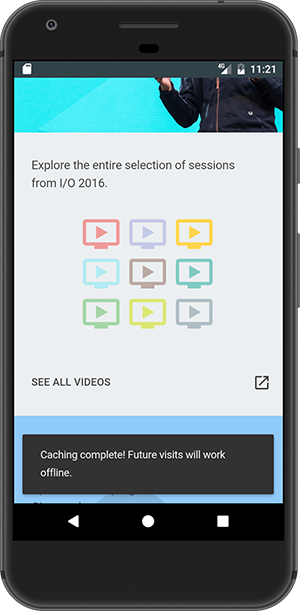 4G 11:21
Explore the entire selection of sessions
from I/O 2016.
SEE ALL VIDEOS
Caching complete! Future visits will work
offline.